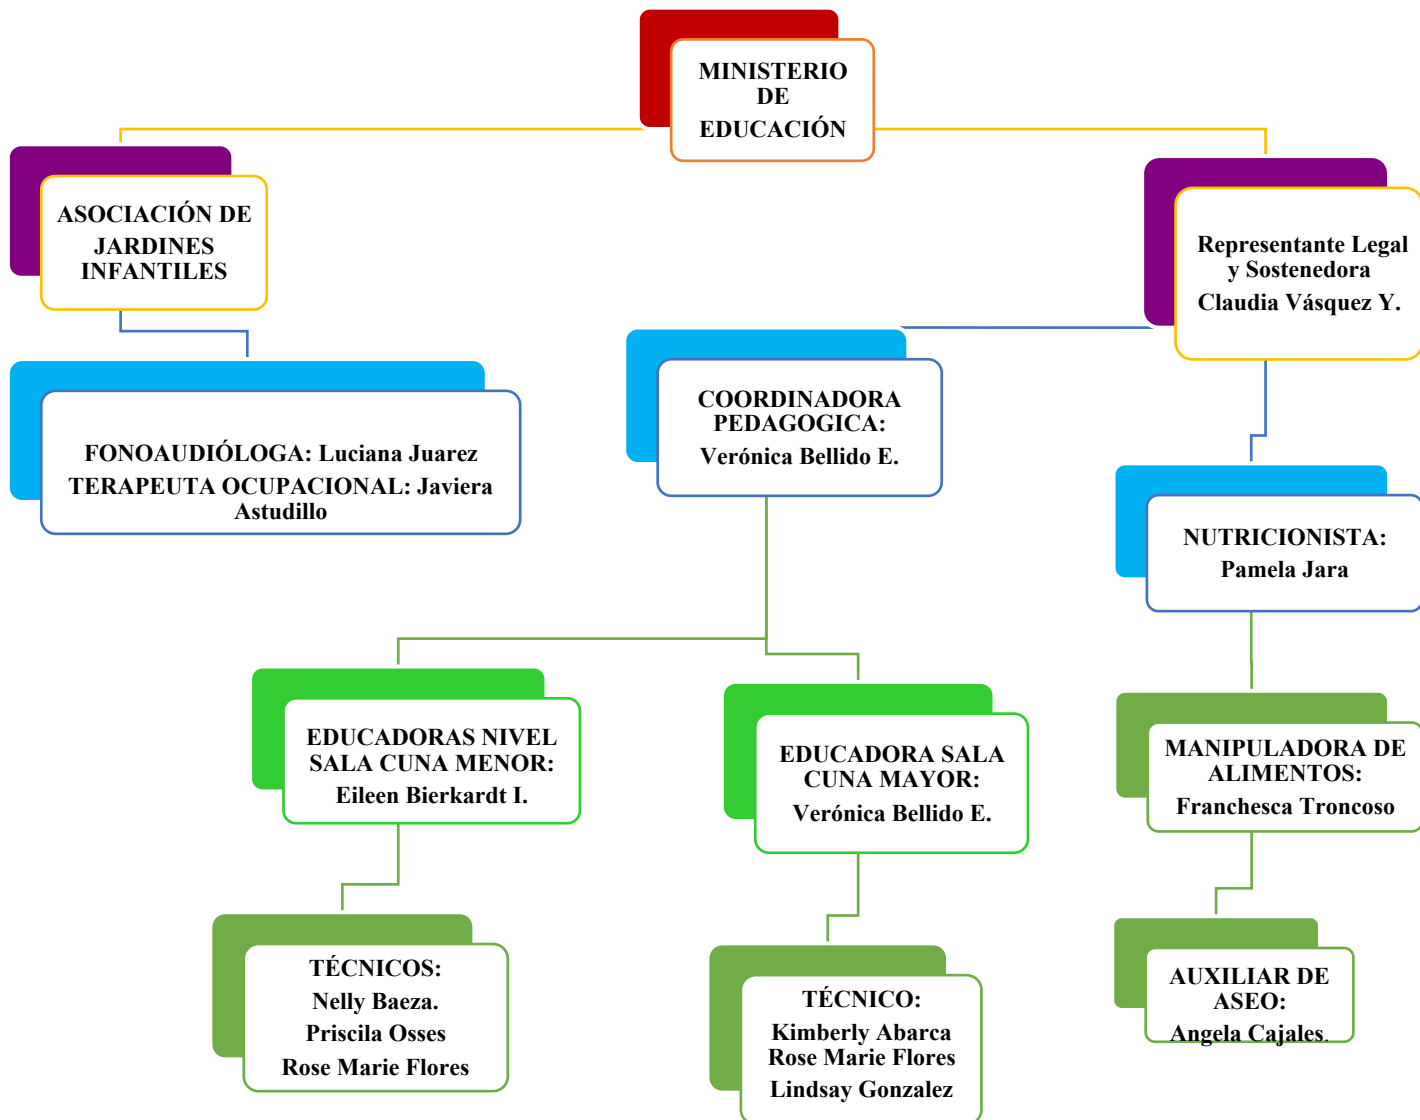 MINISTERIO
DE
EDUCACIÓN
ASOCIACIÓN DE
JARDINES
INFANTILES
Representante Legal
y Sostenedora
Claudia Vásquez Y.
FONOAUDIÓLOGA: Luciana Juarez
TERAPEUTA OCUPACIONAL: Javiera
Astudillo
COORDINADORA
PEDAGOGICA:
Verónica Bellido E.
NUTRICIONISTA:
Pamela Jara
EDUCADORAS NIVEL
SALA CUNA MENOR:
Eileen Bierkardt I.
EDUCADORA SALA
CUNA MAYOR:
Verónica Bellido E.
MANIPULADORA DE
ALIMENTOS:
Franchesca Troncoso
TÉCNICOS:
Nelly Baeza.
Priscila Osses
Rose Marie Flores
TÉCNICO:
Kimberly Abarca
Rose Marie Flores
Lindsay Gonzalez
AUXILIAR DE
ASEO:
Angela Cajales.